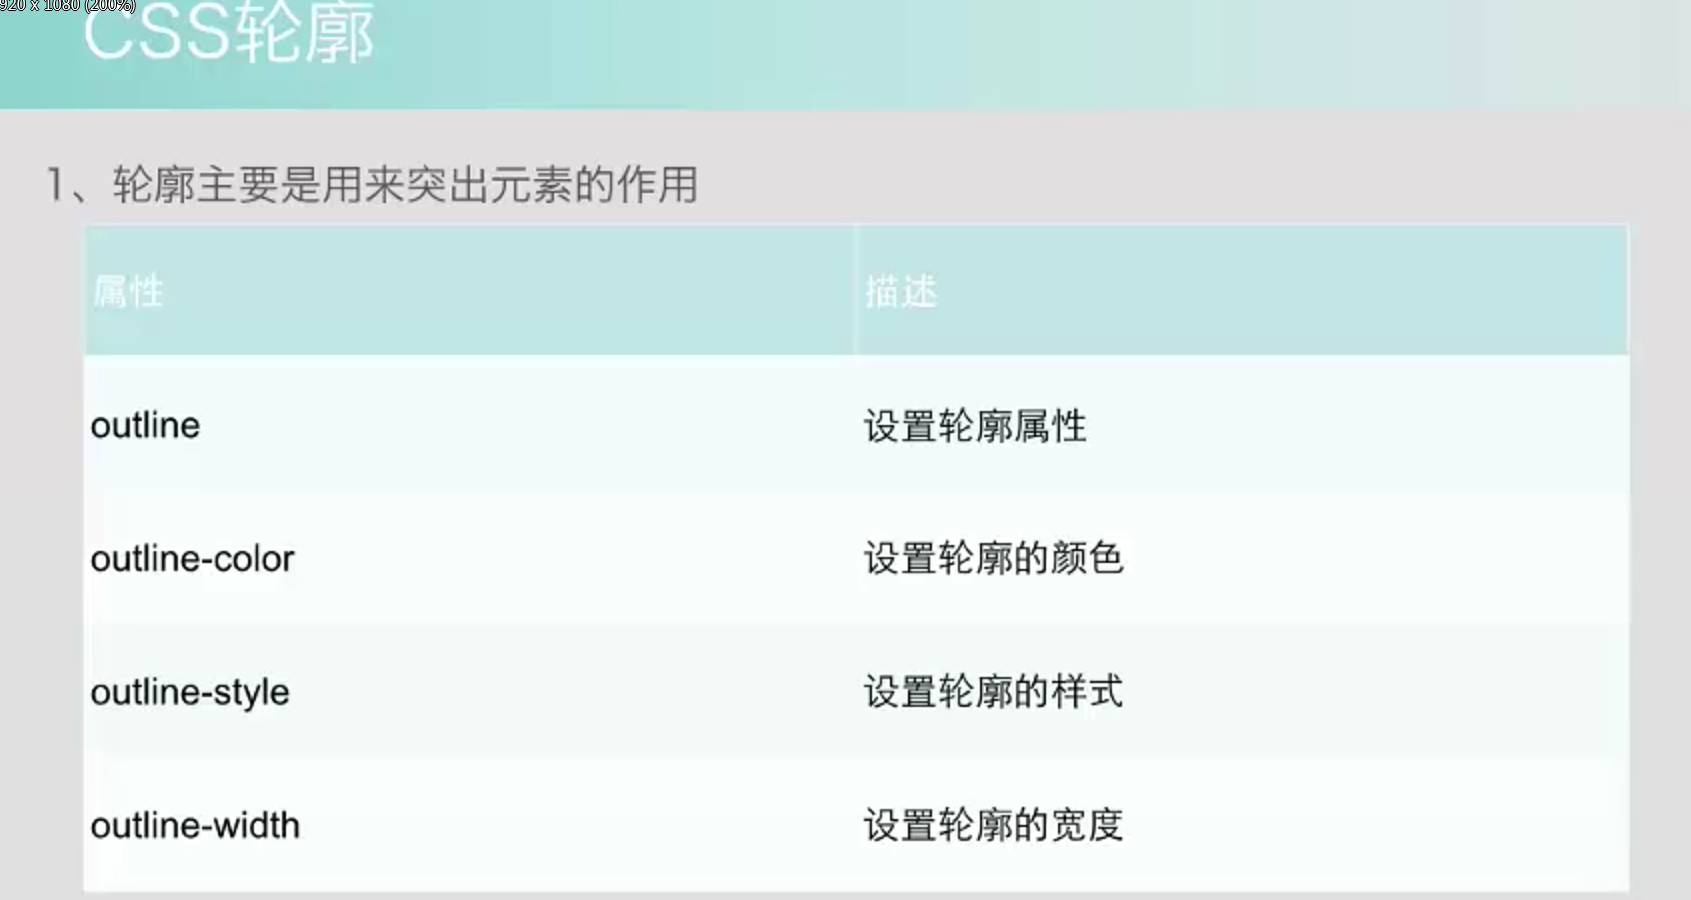 920 x 1080 (200%)
CSS轮廓
1、轮廓主要是用来突出元素的作用
属性 描述
outline 设置轮廓属性
outline-color 设置轮廓的颜色
outline-style 设置轮廓的样式
outline-width 设置轮廓的宽度